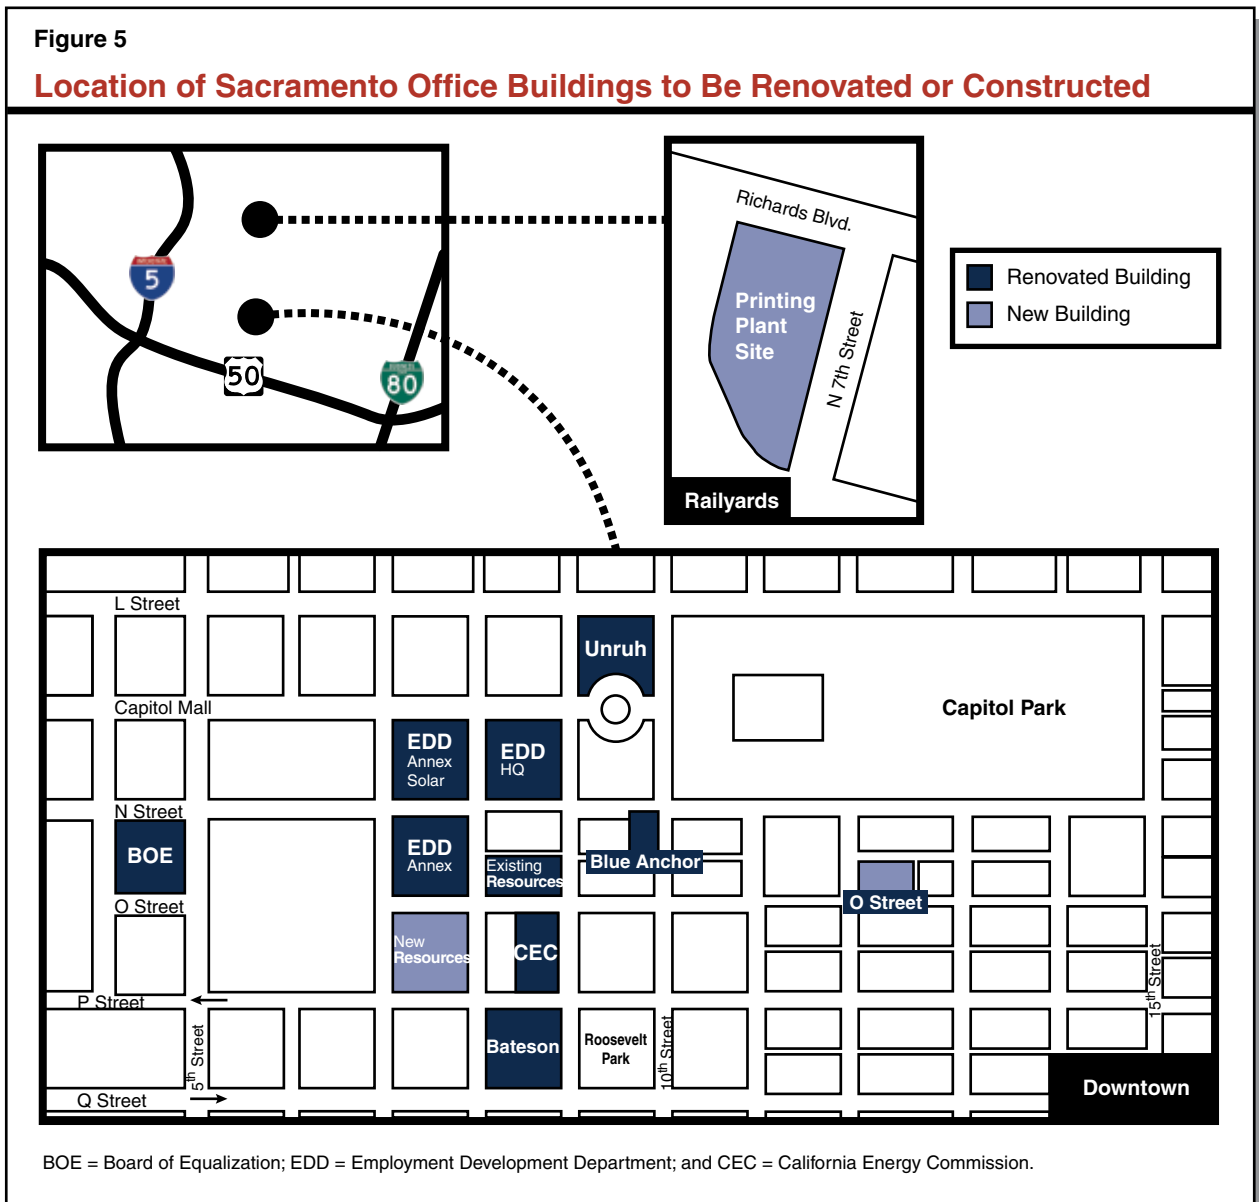 Figure 5
Location of Sacramento Office Buildings to Be Renovated or Constructed
5
50
80
Richards Blvd.
Printing
Plant
Site
N 7th Street
Railyards
Renovated Building
New Building
L Street
Unruh
Capitol Mall
Capitol Park
EDD
Annex
Solar
EDD
HQ
N Street
BOE
EDD
Annex
Existing
Resources
Blue Anchor
O Street
O Street
New
Resources
CEC
P Street
5th Street
Bateson
Roosevelt
Park
10th Street
15th Street
Q Street
Downtown
BOE = Board of Equalization; EDD = Employment Development Department; and CEC = California Energy Commission.